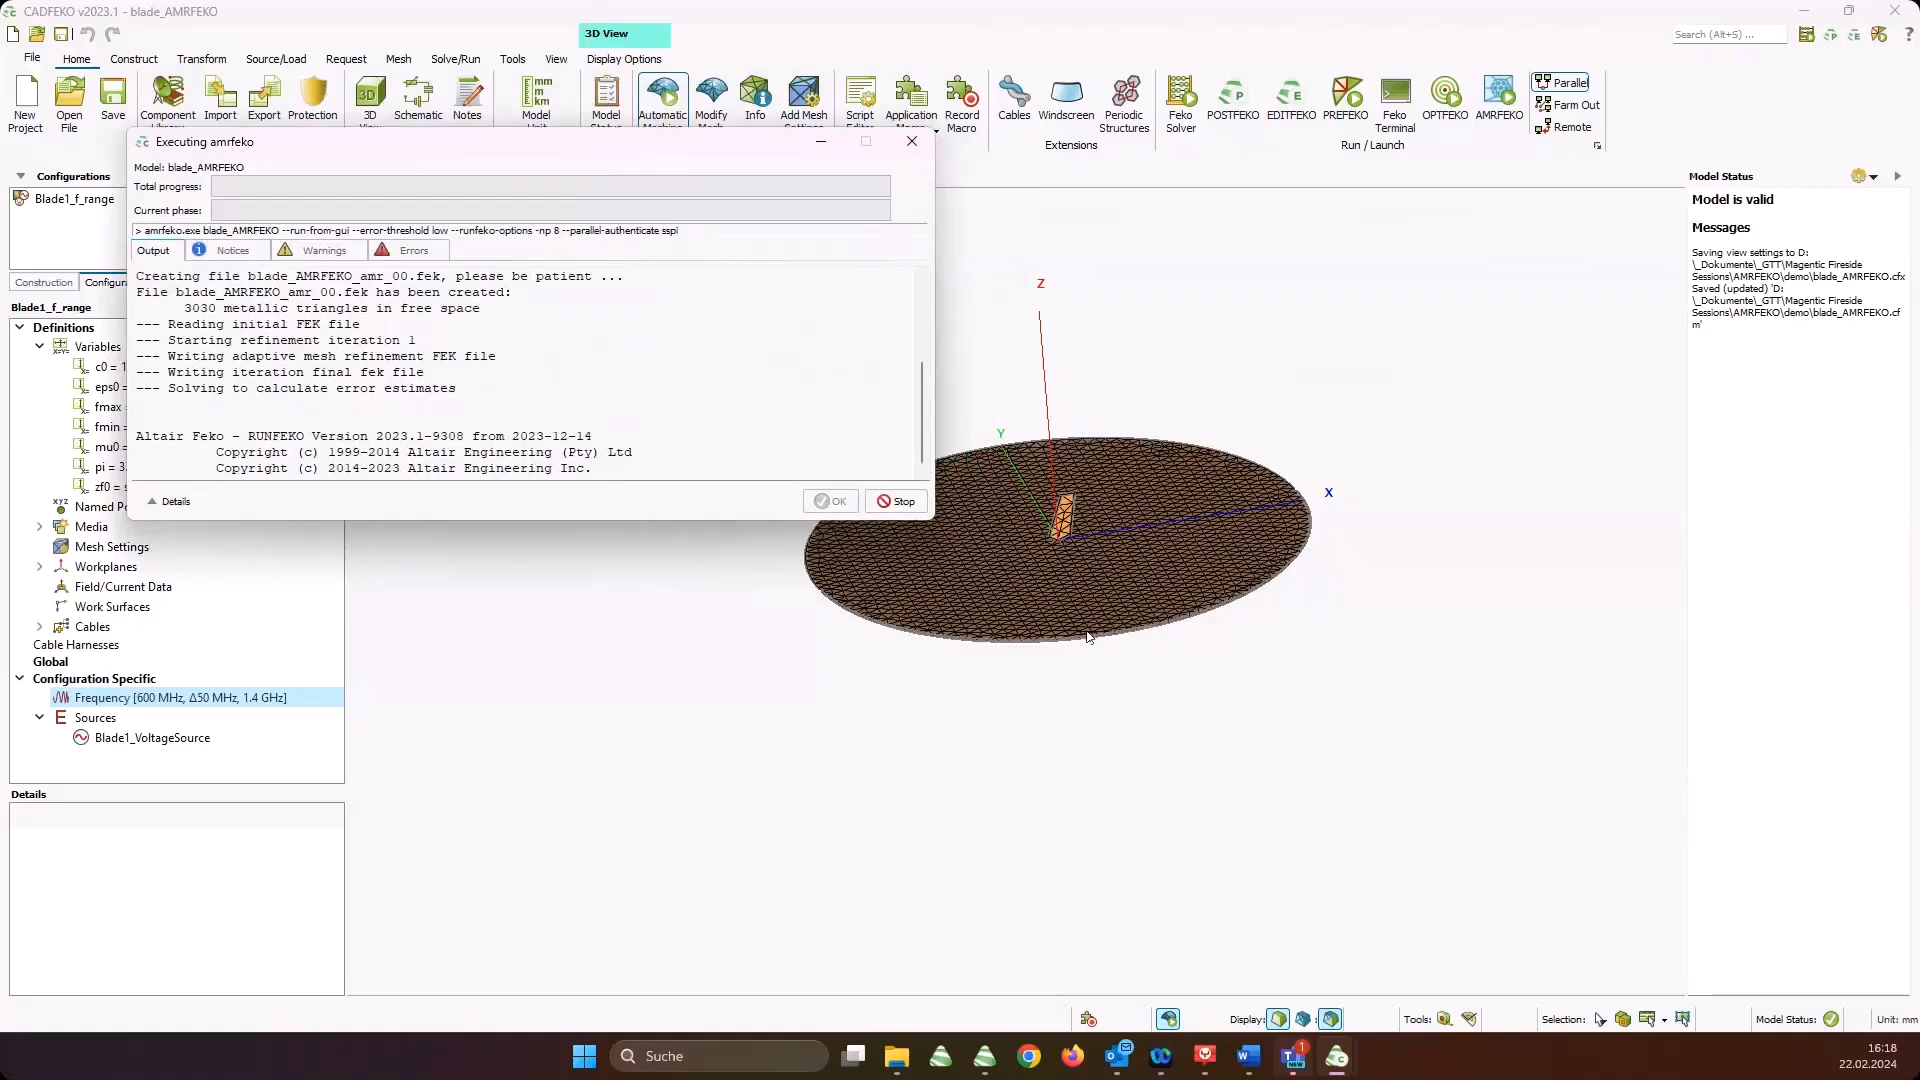 CADFEKO v2023.1 - blade_AMRFEKO
3D View
Search (Alt+S) ...
File Home Construct Transform Source/Load Request Mesh Solve/Run Tools View Display Options
New Project
Open File
Save
Component
Import
Export
Protection
3D
Schematic
Notes
Model
Model
Automatic
Modify
Info
Add Mesh
Script
Application
Record Macro
Cables
Windscreen
Periodic Structures
Extensions
Feko Solver
POSTFEKO
EDITFEKO
PREFEKO
Feko Terminal
OPTFEKO
AMRFEKO
Parallel
Farm Out
Remote
Run / Launch
Executing amrfeko
Model: blade_AMRFEKO
Total progress:
Current phase:
> amrfeko.exe blade_AMRFEKO --run-from-gui --error-threshold low --runfeko-options -np 8 --parallel-authenticate sspi
Output Notices Warnings Errors
Creating file blade_AMRFEKO_amr_00.fek, please be patient ...
File blade_AMRFEKO_amr_00.fek has been created:
3030 metallic triangles in free space
--- Reading initial FEK file
--- Starting refinement iteration 1
--- Writing adaptive mesh refinement FEK file
--- Writing iteration final fek file
--- Solving to calculate error estimates
Altair Feko - RUNFEKO Version 2023.1-9308 from 2023-12-14
Copyright (c) 1999-2014 Altair Engineering (Pty) Ltd
Copyright (c) 2014-2023 Altair Engineering Inc.
Details
OK
Stop
Configurations
Blade1_f_range
Construction
Blade1_f_range
Definitions
Variables
c0 = 1
eps0 =
fmax
fmin =
mu0 =
pi = 3.
zf0 = s
Media
Mesh Settings
Workplanes
Field/Current Data
Work Surfaces
Cables
Cable Harnesses
Global
Configuration Specific
Frequency [600 MHz, Δ50 MHz, 1.4 GHz]
Sources
Blade1_VoltageSource
Details
Z
Y
X
Model Status
Model is valid
Messages
Saving view settings to D:
\_Dokumente\_GTT\Magentic Fireside
Sessions\AMRFEKO\demo\blade_AMRFEKO.cfx
Saved (updated) 'D:
\_Dokumente\_GTT\Magentic Fireside
Sessions\AMRFEKO\demo\blade_AMRFEKO.cf
m'
Display:
Tools:
Selection:
Model Status:
Unit: mm
Suche
16:18
22.02.2024